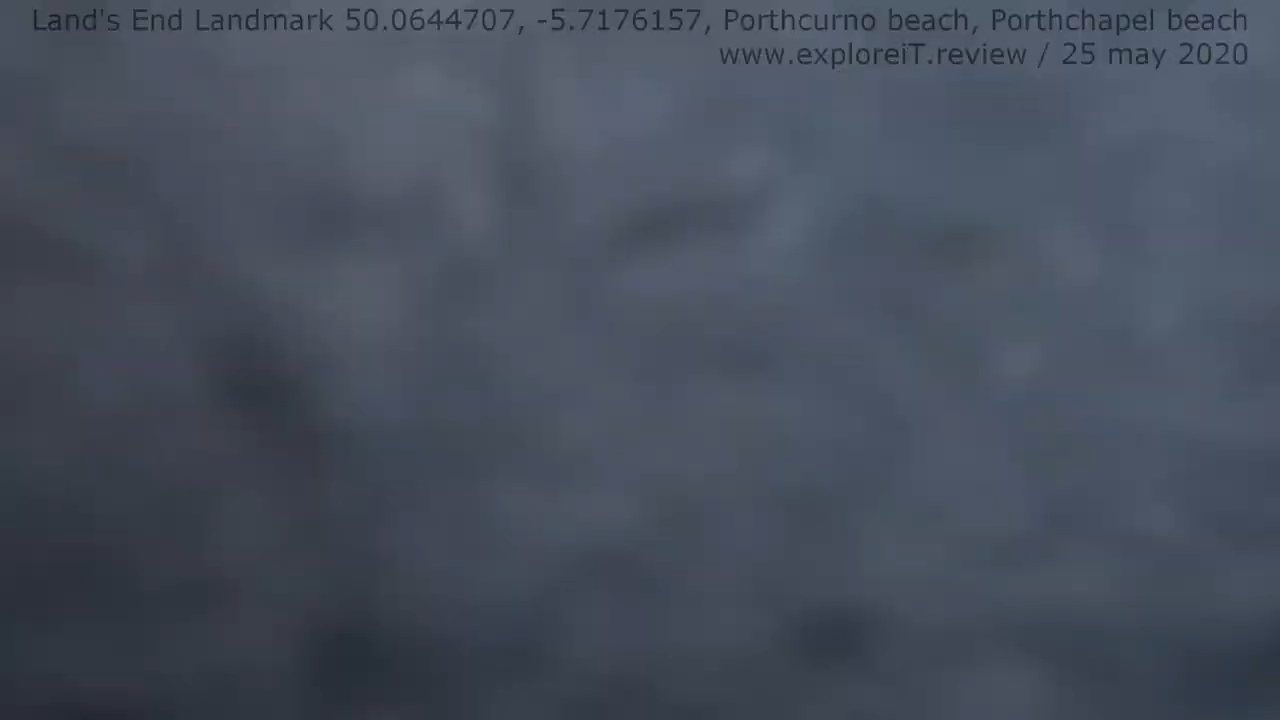 Land's End Landmark 50.0644707, -5.7176157, Porthcurno beach, Porthchapel beach
www.exploreiT.review / 25 may 2020